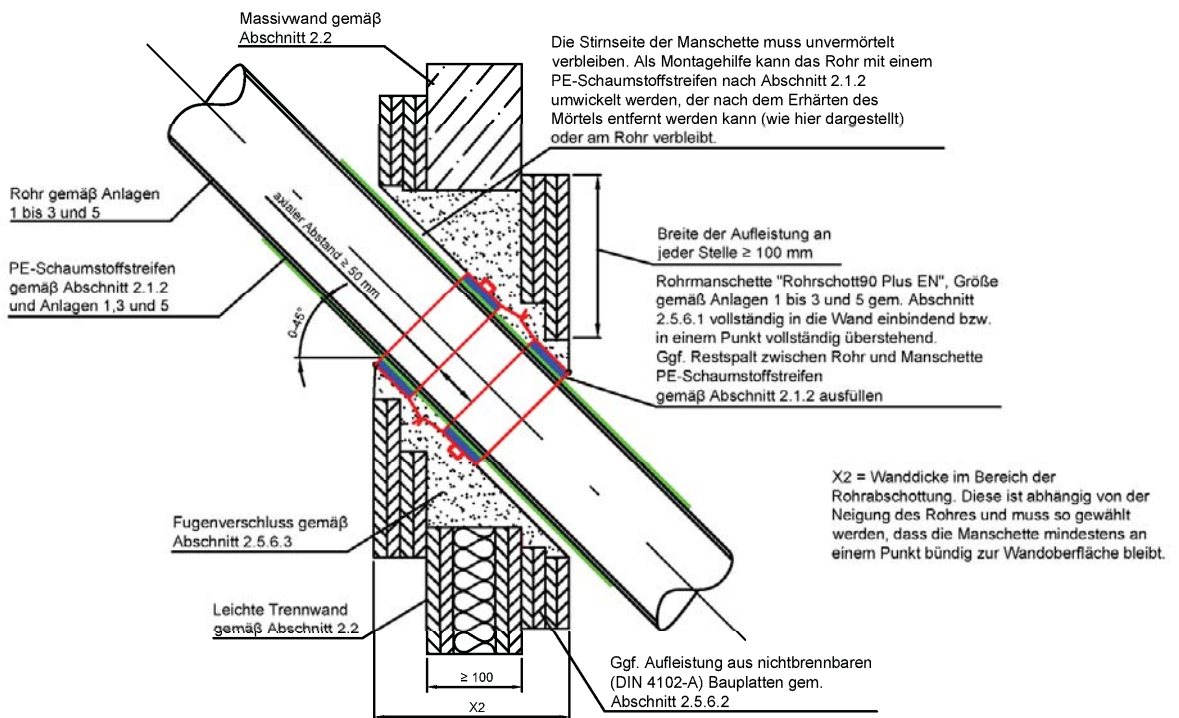 Massivwand gemäß
Abschnitt 2.2
Die Stirnseite der Manschette muss unvermörtelt
verbleiben. Als Montagehilfe kann das Rohr mit einem
PE-Schaumstoffstreifen nach Abschnitt 2.1.2
umwickelt werden, der nach dem Erhärten des
Mörtels entfernt werden kann (wie hier dargestellt)
oder am Rohr verbleibt.
Rohr gemäß Anlagen
1 bis 3 und 5
axialer Abstand ≥ 50 mm
PE-Schaumstoffstreifen
gemäß Abschnitt 2.1.2
und Anlagen 1,3 und 5
0-45°
Breite der Aufleistung an
jeder Stelle ≥ 100 mm
Rohrmanschette "Rohrschott90 Plus EN", Größe
gemäß Anlagen 1 bis 3 und 5 gem. Abschnitt
2.5.6.1 vollständig in die Wand einbindend bzw.
in einem Punkt vollständig überstehend.
Ggf. Restspalt zwischen Rohr und Manschette
PE-Schaumstoffstreifen
gemäß Abschnitt 2.1.2 ausfüllen
X2 = Wanddicke im Bereich der
Rohrabschottung. Diese ist abhängig von der
Neigung des Rohres und muss so gewählt
werden, dass die Manschette mindestens an
einem Punkt bündig zur Wandoberfläche bleibt.
Fugenverschluss gemäß
Abschnitt 2.5.6.3
Leichte Trennwand
gemäß Abschnitt 2.2
Ggf. Aufleistung aus nichtbrennbaren
(DIN 4102-A) Bauplatten gem.
Abschnitt 2.5.6.2
≥ 100
X2